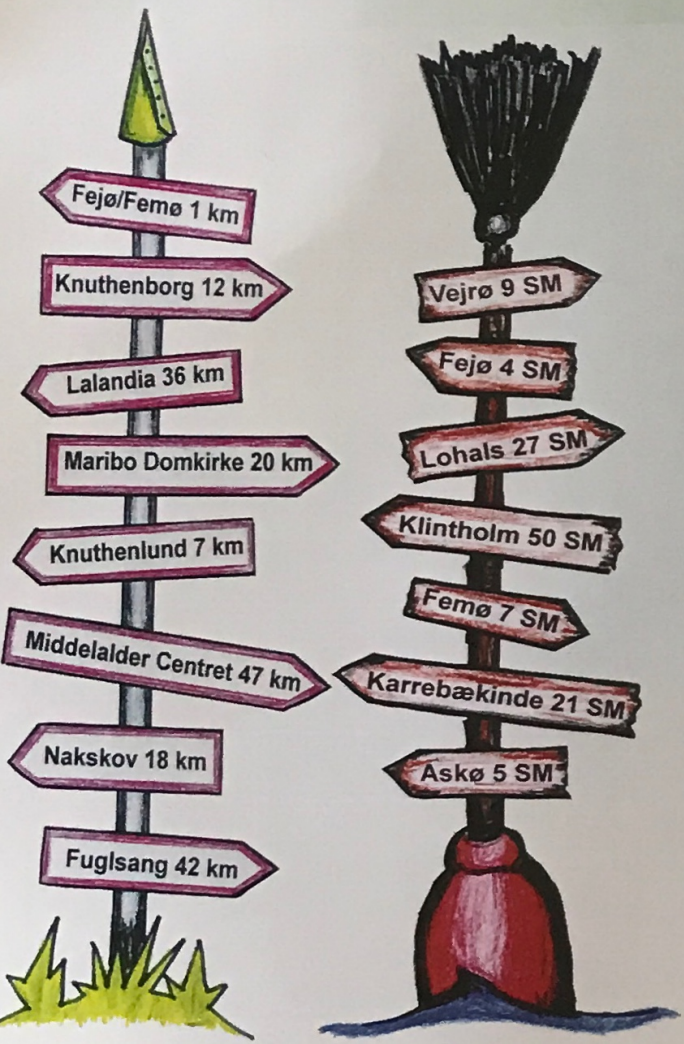 Fejø/Femø 1 km
Knuthenborg 12 km
Lalandia 36 km
Maribo Domkirke 20 km
Knuthenlund 7 km
Middelalder Centret 47 km
Nakskov 18 km
Fuglsang 42 km
Vejrø 9 SM
Fejø 4 SM
Lohals 27 SM
Klintholm 50 SM
Femø 7 SM
Karrebækinde 21 SM
Askø 5 SM